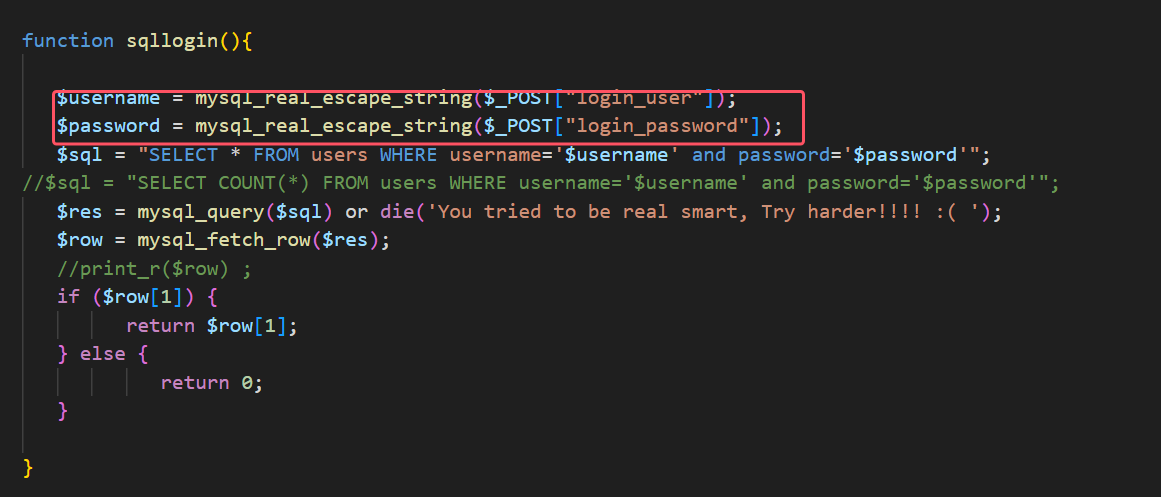 function sqllogin(){
$username = mysql_real_escape_string($_POST["login_user"]);
$password = mysql_real_escape_string($_POST["login_password"]);
$sql = "SELECT * FROM users WHERE username='$username' and password='$password'";
//$sql = "SELECT COUNT(*) FROM users WHERE username='$username' and password='$password'";
$res = mysql_query($sql) or die('You tried to be real smart, Try harder!!!! :( ');
$row = mysql_fetch_row($res);
//print_r($row) ;
if ($row[1]) {
return $row[1];
} else {
return 0;
}
}